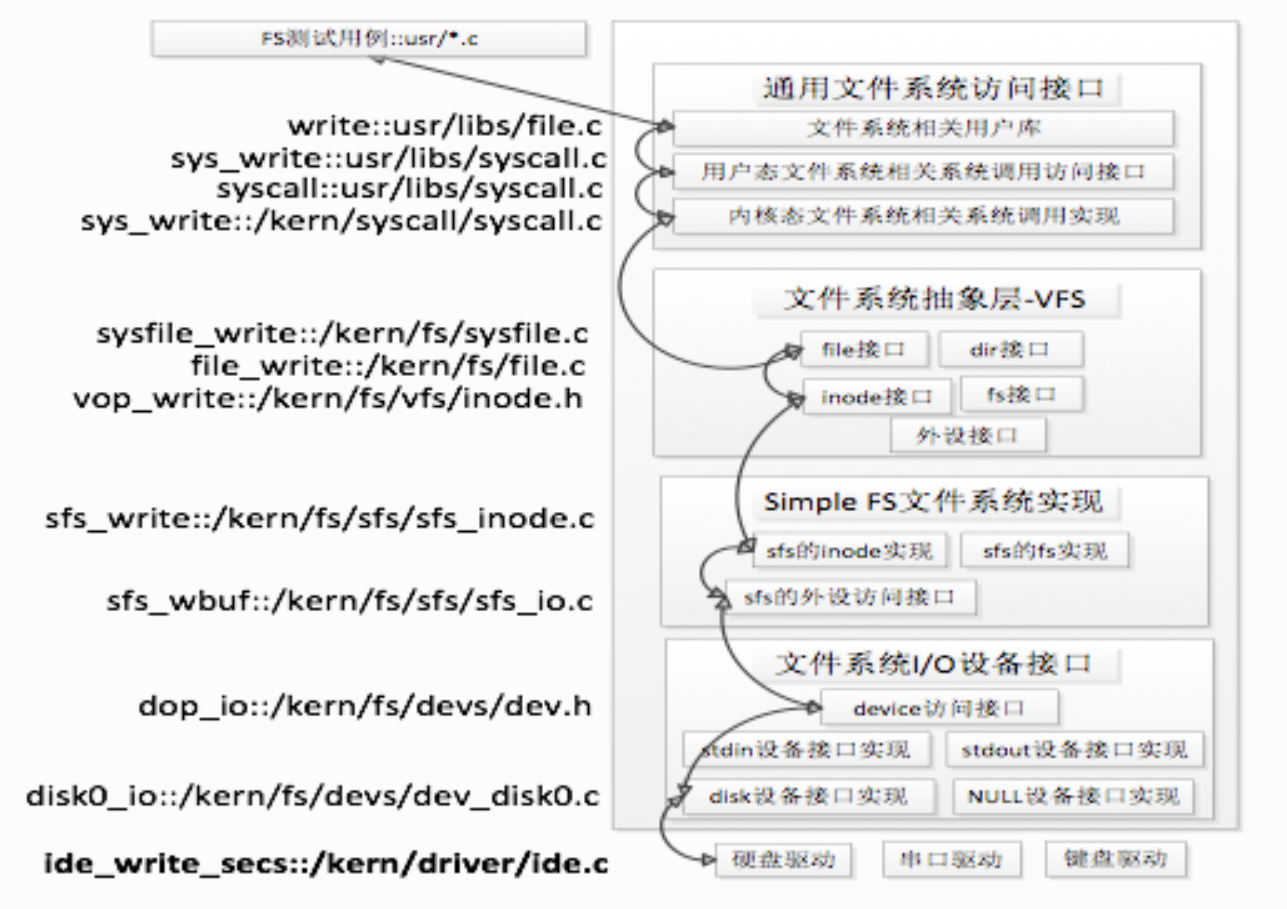 FS测试用例::usr/*.c
通用文件系统访问接口
write::usr/libs/file.c
文件系统相关用户库
sys_write::usr/libs/syscall.c
用户态文件系统相关系统调用访问接口
syscall::usr/libs/syscall.c
sys_write::/kern/syscall/syscall.c
内核态文件系统相关系统调用实现
文件系统抽象层-VFS
sysfile_write::/kern/fs/sysfile.c
file接口
dir接口
file_write::/kern/fs/file.c
vop_write::/kern/fs/vfs/inode.h
inode接口
fs接口
外设接口
Simple FS文件系统实现
sfs_write::/kern/fs/sfs/sfs_inode.c
sfs的inode实现
sfs的fs实现
sfs_wbuf::/kern/fs/sfs/sfs_io.c
sfs的外设访问接口
文件系统I/O设备接口
dop_io::/kern/fs/devs/dev.h
device访问接口
stdin设备接口实现
stdout设备接口实现
disk0_io::/kern/fs/devs/dev_disk0.c
disk设备接口实现
NULL设备接口实现
ide_write_secs::/kern/driver/ide.c
硬盘驱动
串口驱动
键盘驱动